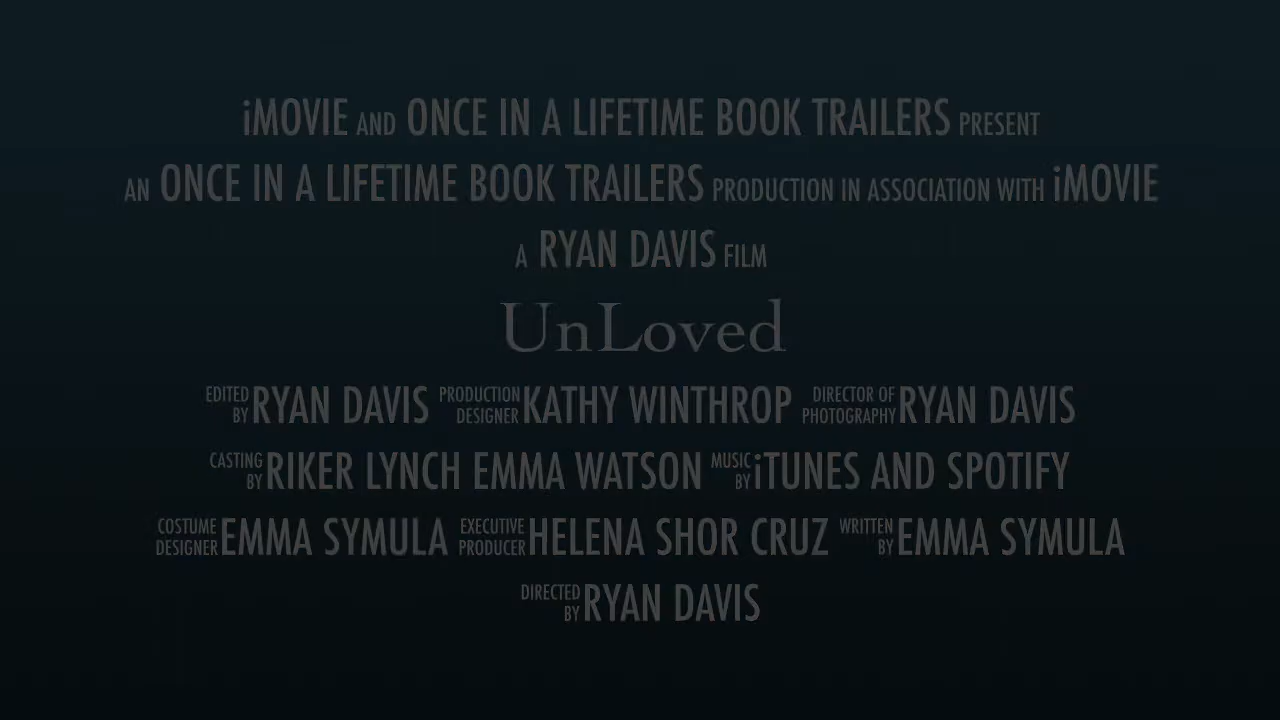 iMOVIE AND ONCE IN A LIFETIME BOOK TRAILERS PRESENT
AN ONCE IN A LIFETIME BOOK TRAILERS PRODUCTION IN ASSOCIATION WITH iMOVIE
A RYAN DAVIS FILM
UnLoved
EDITED BY RYAN DAVIS PRODUCTION DESIGNER KATHY WINTHROP DIRECTOR OF PHOTOGRAPHY RYAN DAVIS
CASTING BY RIKER LYNCH EMMA WATSON MUSIC BY iTUNES AND SPOTIFY
COSTUME DESIGNER EMMA SYMULA EXECUTIVE PRODUCER HELENA SHOR CRUZ WRITTEN BY EMMA SYMULA
DIRECTED BY RYAN DAVIS